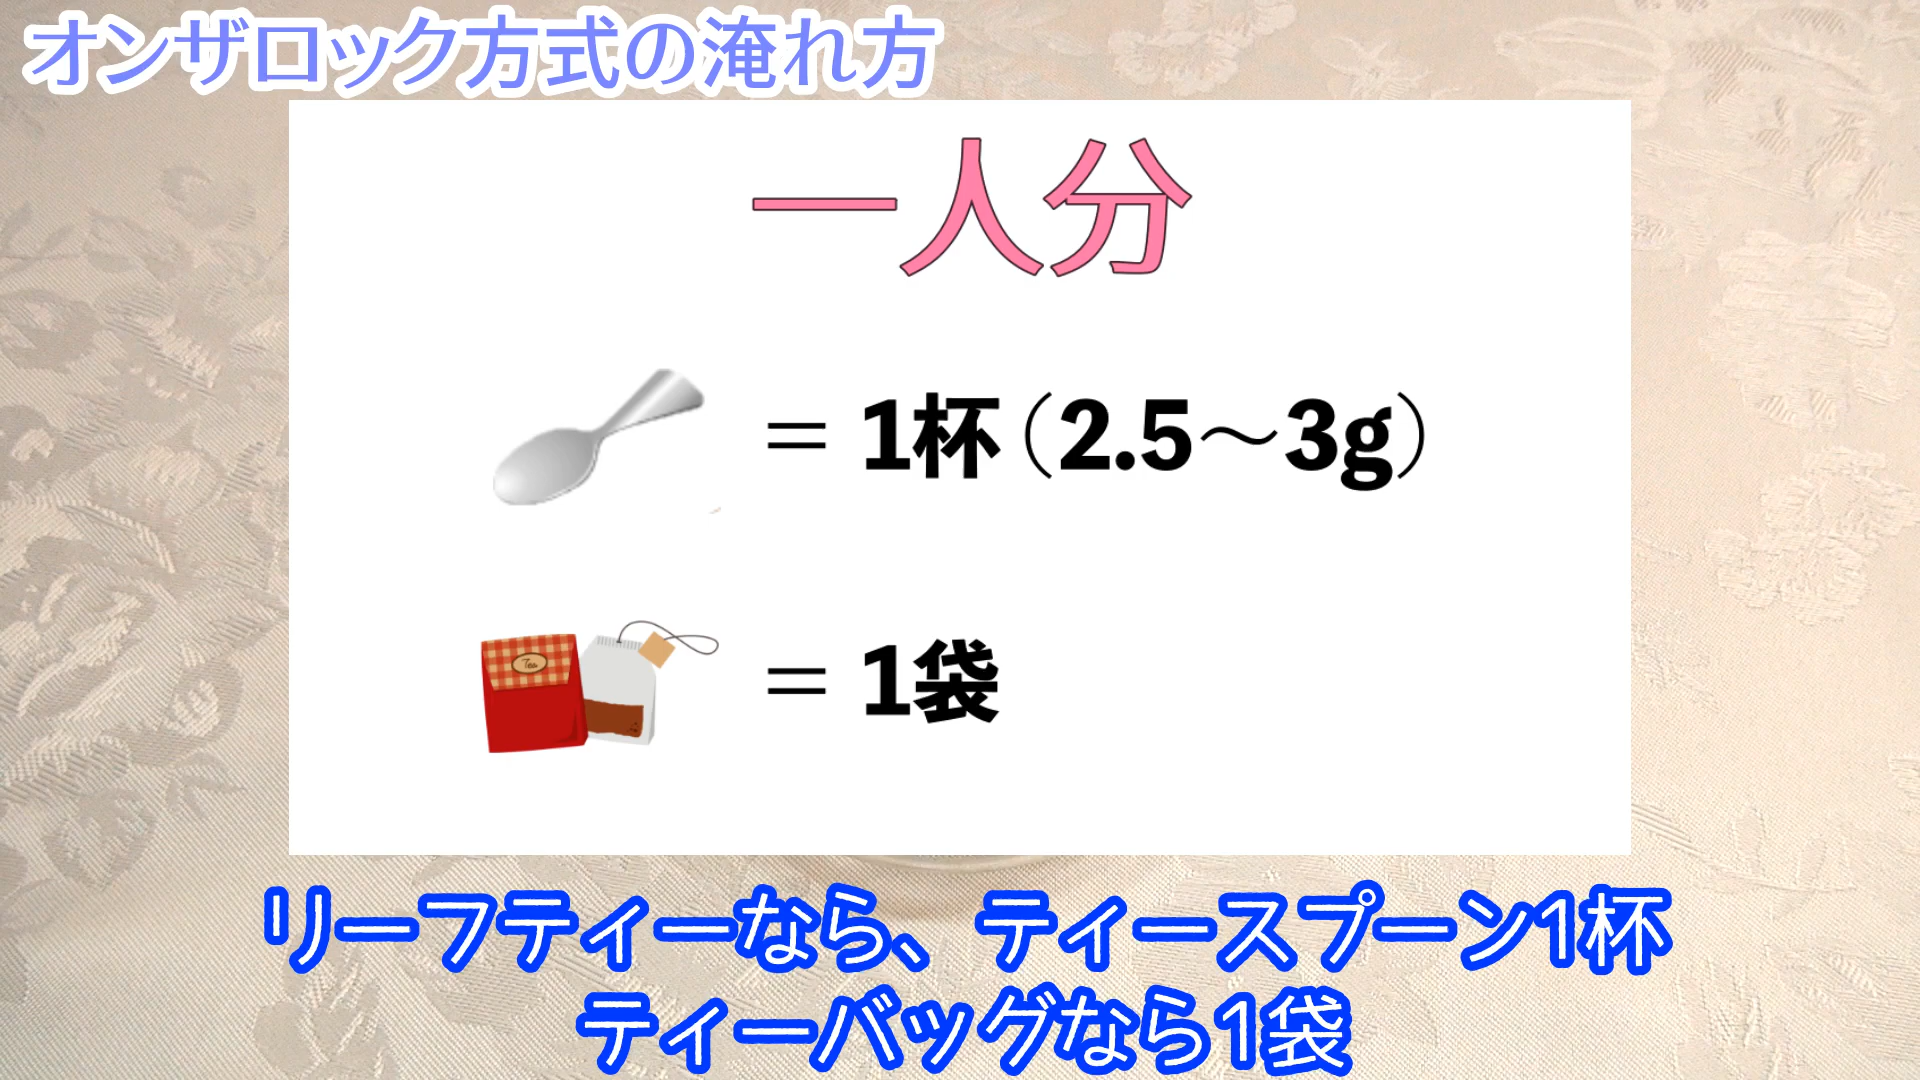 オンザロック方式の淹れ方
一人分
= 1杯(2.5〜3g)
Tea
= 1袋
リーフティーなら、ティースプーン1杯
ティーバッグなら1袋